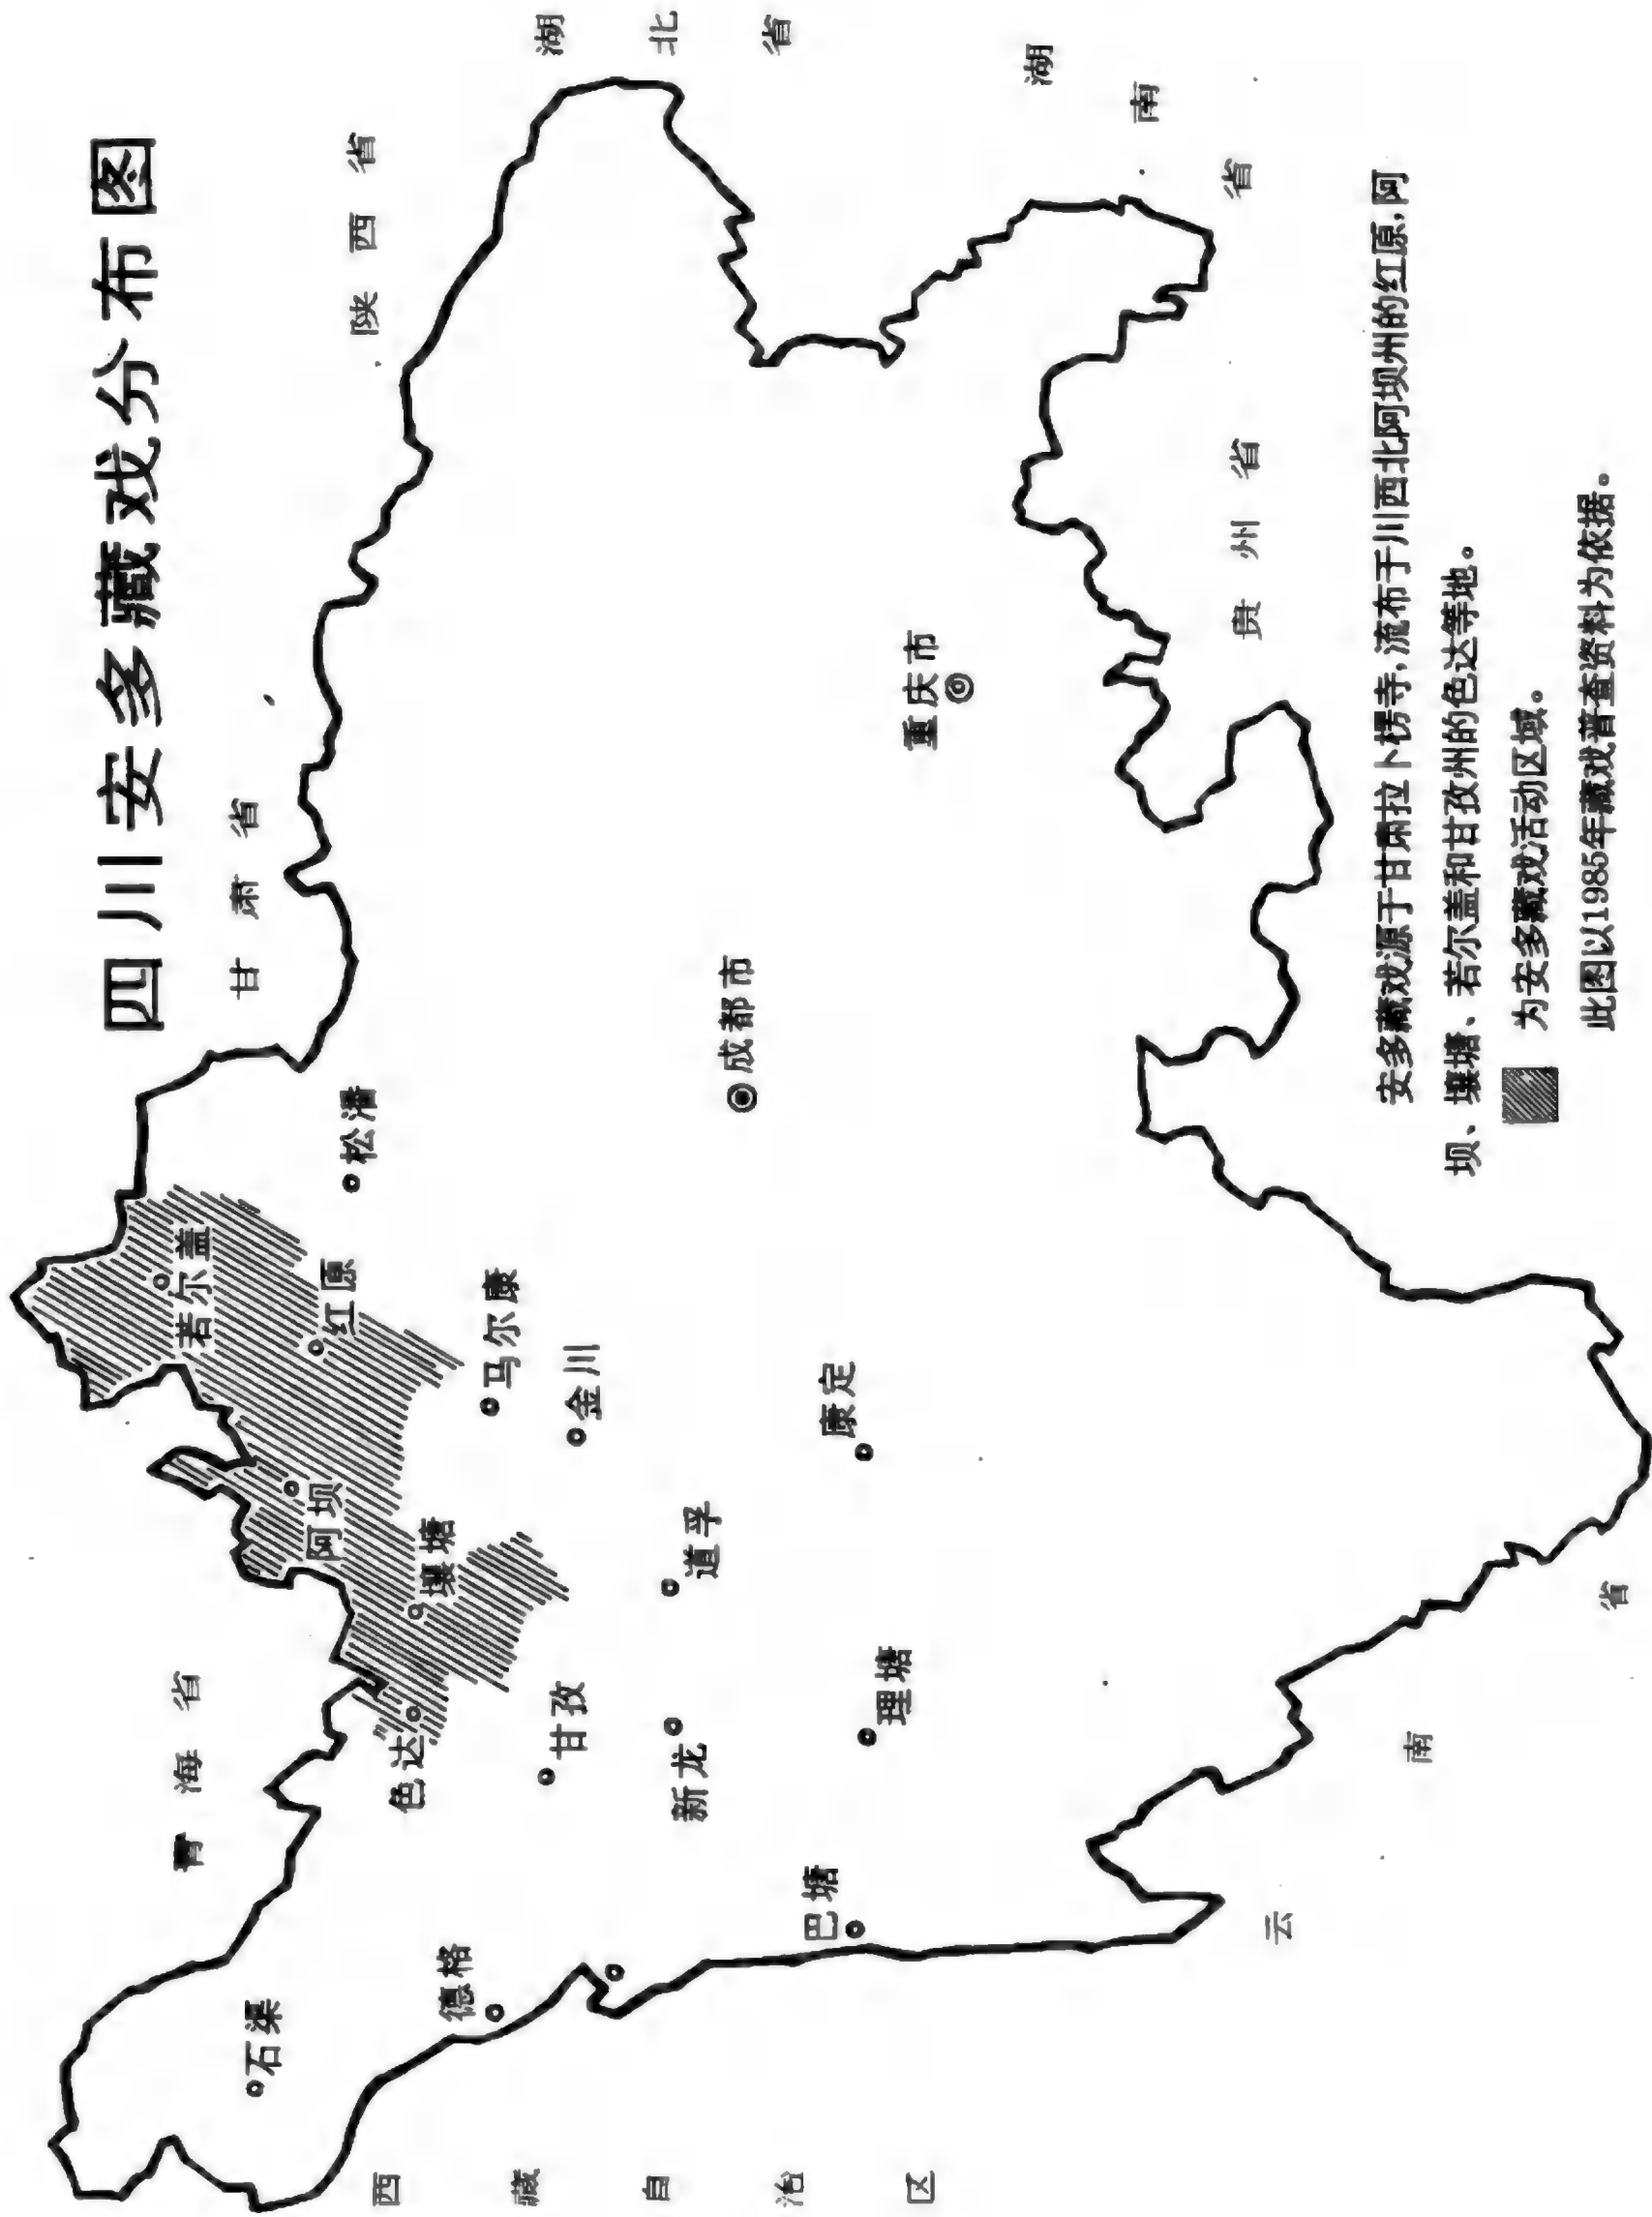 四川安多藏戏分布图
湖北省
湖南省
陕西省
甘肃省
青海省
西藏自治区
云南省
贵州省
若尔盖
松潘
红原
阿坝
壤塘
色达
马尔康
金川
石渠
德格
甘孜
道孚
新龙
成都市
康定
理塘
巴塘
重庆市
安多藏戏源于甘肃拉卜楞寺,流布于川西北阿坝州的红原,阿
坝、壤塘、若尔盖和甘孜州的色达等地。
为安多藏戏活动区域。
此图以1985年藏戏普查资料为依据。